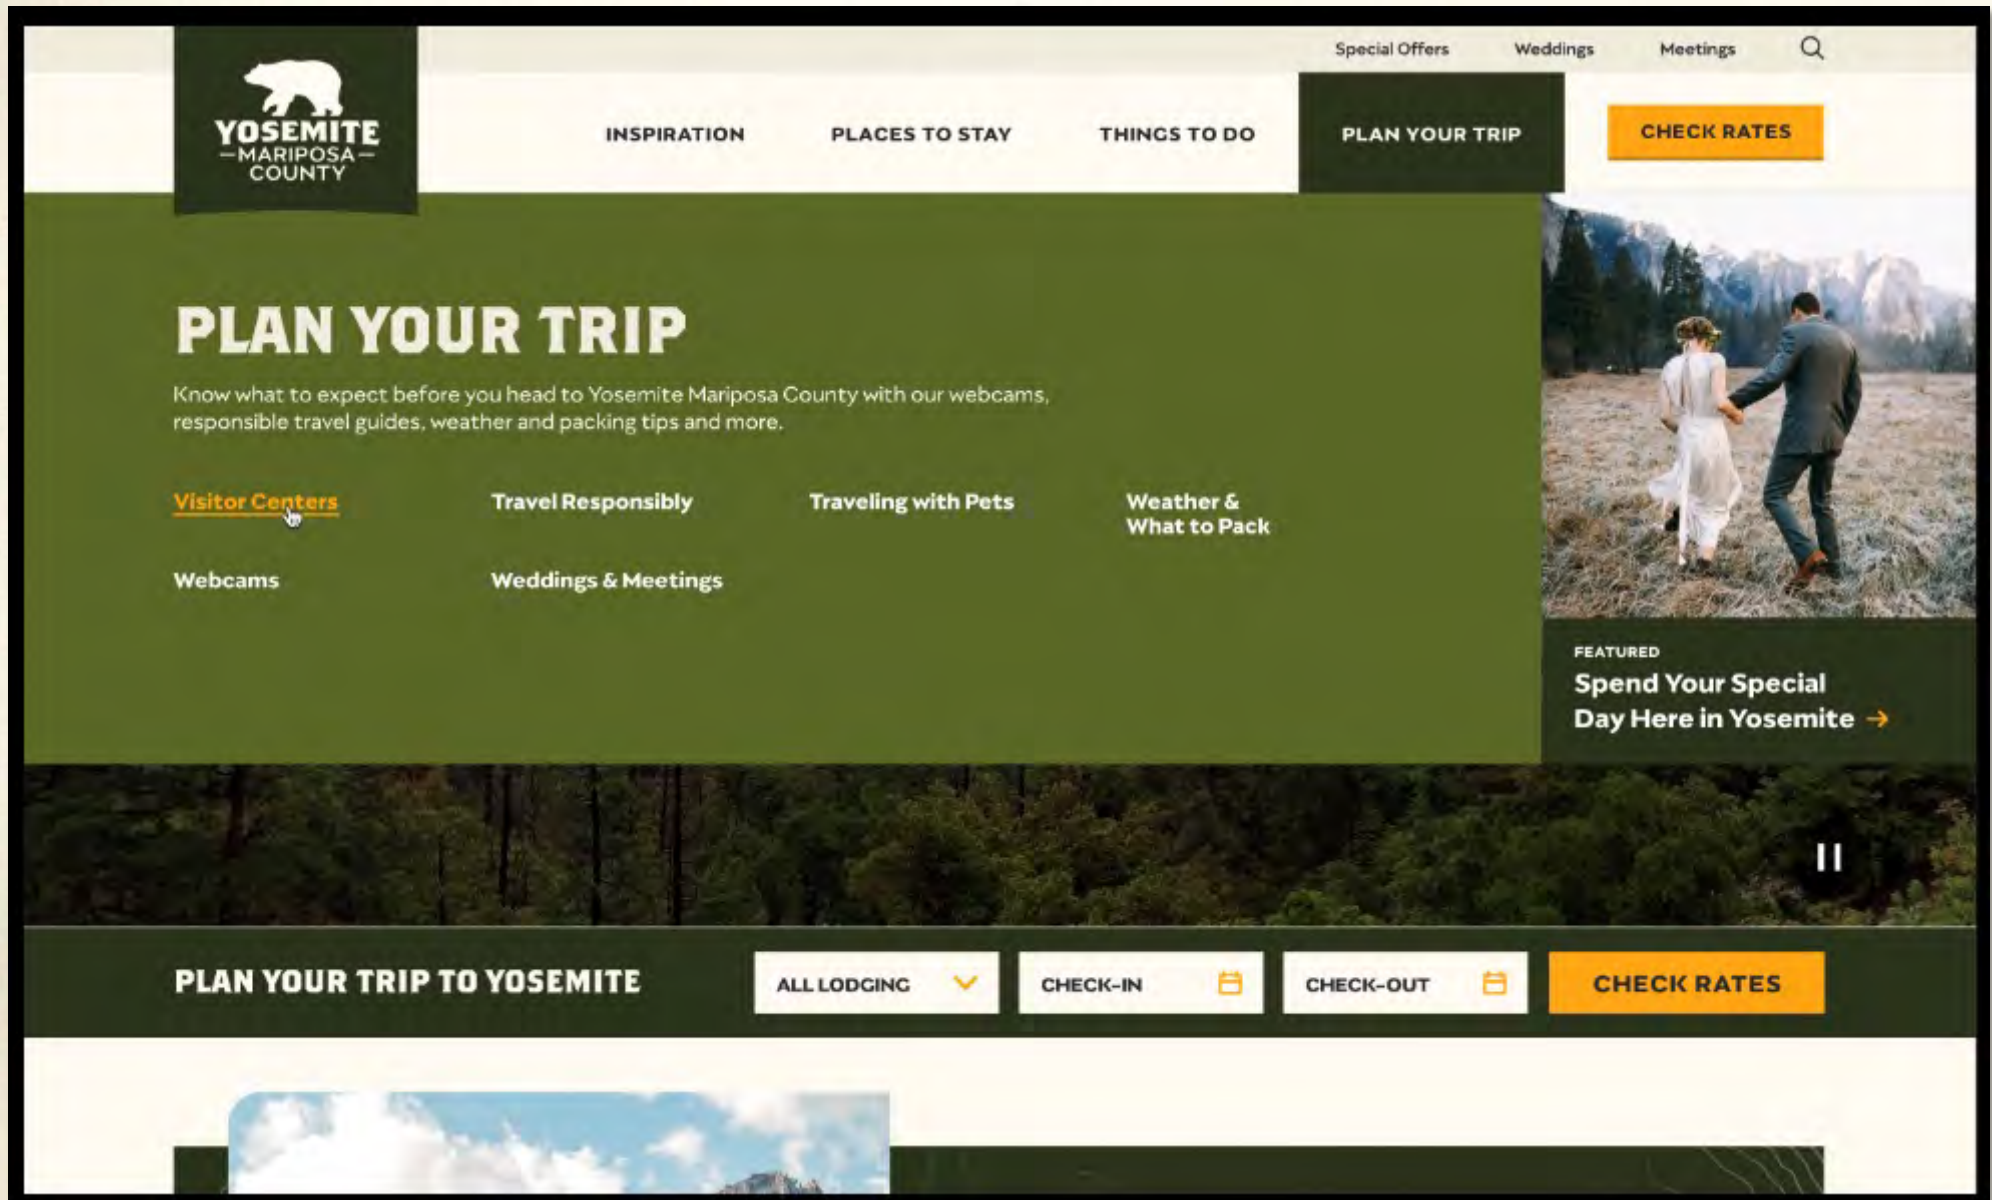 Special Offers
Weddings
Meetings
YOSEMITE
MARIPOSA
COUNTY
INSPIRATION
PLACES TO STAY
THINGS TO DO
PLAN YOUR TRIP
CHECK RATES
PLAN YOUR TRIP
Know what to expect before you head to Yosemite Mariposa County with our webcams,
responsible travel guides, weather and packing tips and more.
Visitor Centers
Travel Responsibly
Traveling with Pets
Weather &
What to Pack
Webcams
Weddings & Meetings
FEATURED
Spend Your Special
Day Here in Yosemite →
PLAN YOUR TRIP TO YOSEMITE
ALL LODGING
CHECK-IN
CHECK-OUT
CHECK RATES